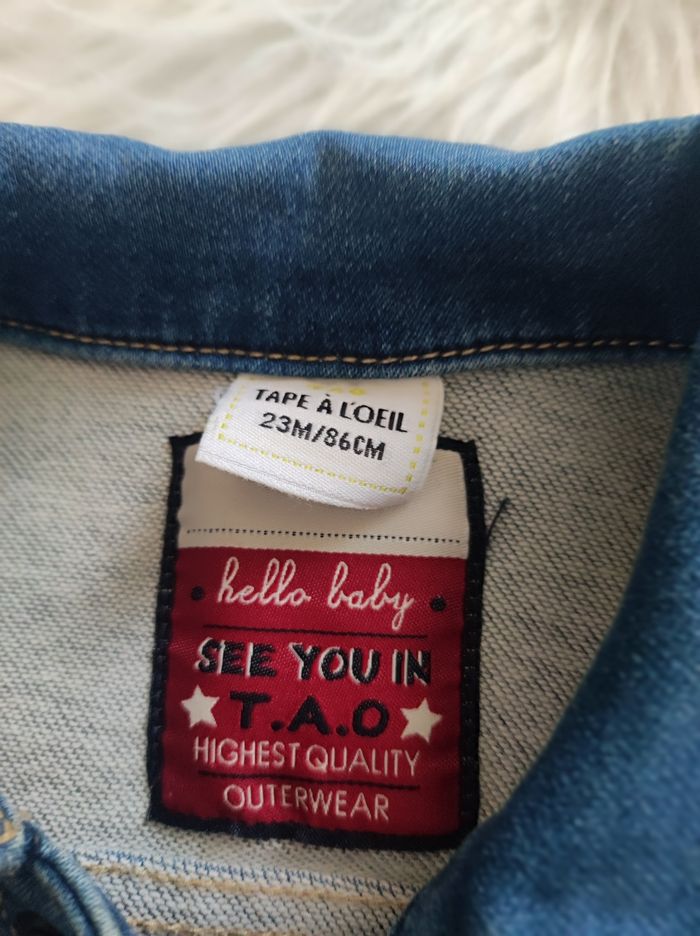 TAPE À L'OEIL
23M/86CM
hello baby
SEE YOU IN
T.A.O
HIGHEST QUALITY
OUTERWEAR